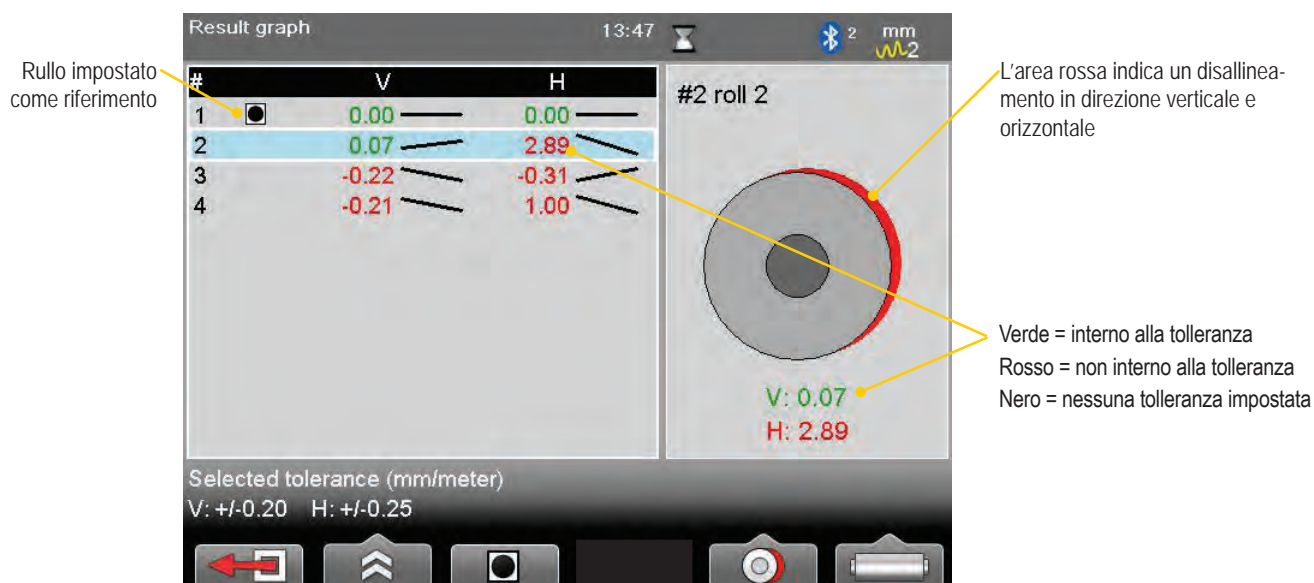 Result graph 13:47 2 mm
2
Rullo impostato
come riferimento
# V H
1 0.00 0.00
2 0.07 2.89
3 -0.22 -0.31
4 -0.21 1.00
#2 roll 2
V: 0.07
H: 2.89
L'area rossa indica un disallinea-
mento in direzione verticale e
orizzontale
Verde = interno alla tolleranza
Rosso = non interno alla tolleranza
Nero = nessuna tolleranza impostata
Selected tolerance (mm/meter)
V: +/-0.20 H: +/-0.25